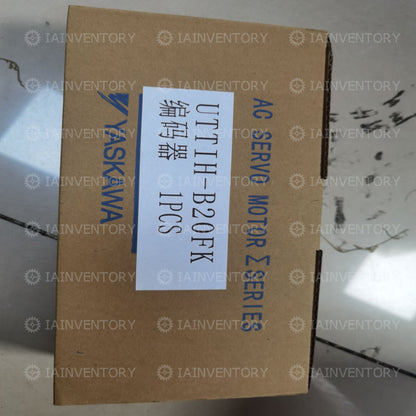 AC SERVO MOTOR Σ SERIES
UTTIH-B20FK
编码器 1PCS
YASKAWA
IAINVENTORY